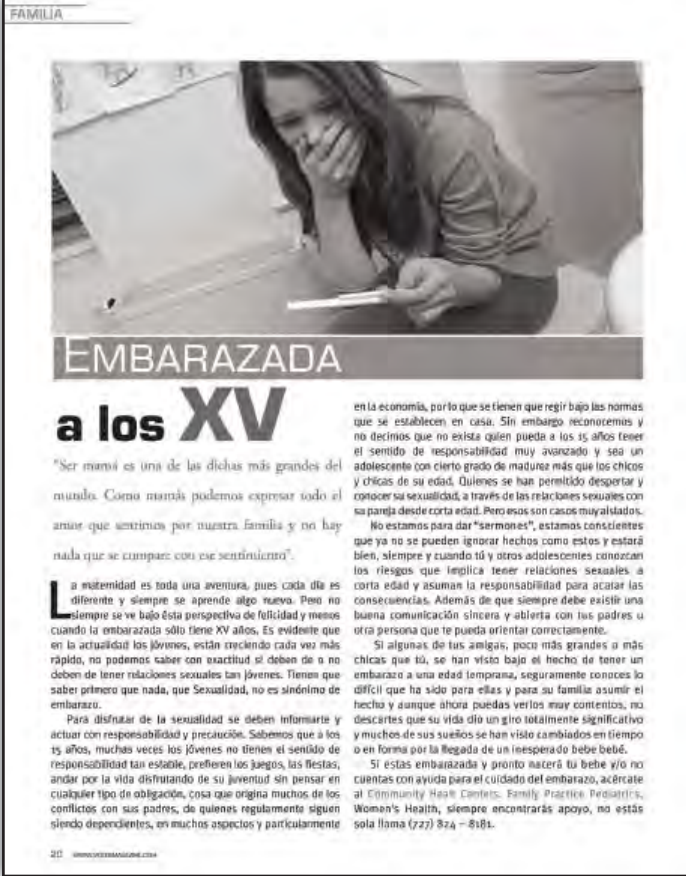 FAMILIA
EMBARAZADA
a los XV
"Ser mamá es una de las dichas más grandes del
mundo. Como mamás podemos expresar todo el
amor que sentimos por nuestra familia y no hay
nada que se compare con ese sentimiento".
La maternidad es toda una aventura, pues cada día es
diferente y siempre se aprende algo nuevo. Pero no
siempre se ve bajo ésta perspectiva de felicidad y menos
cuando la embarazada sólo tiene XV años. Es evidente que
en la actualidad los jóvenes, están creciendo cada vez más
rápido, no podemos saber con exactitud si deben de o no
deben de tener relaciones sexuales tan jóvenes. Tienen que
saber primero que nada, que Sexualidad, no es sinónimo de
embarazo.
Para disfrutar de la sexualidad se deben informarte y
actuar con responsabilidad y precaución. Sabemos que a los
15 años, muchas veces los jóvenes no tienen el sentido de
responsabilidad tan estable, prefieren los juegos, las fiestas,
andar por la vida disfrutando de su juventud sin pensar en
cualquier tipo de obligación, cosa que origina muchos de los
conflictos con sus padres, de quienes regularmente siguen
siendo dependientes, en muchos aspectos y particularmente
en la economía, por lo que se tienen que regir bajo las normas
que se establecen en casa. Sin embargo reconocemos y
no decimos que no exista quien pueda a los 15 años tener
el sentido de responsabilidad muy avanzado y sea un
adolescente con cierto grado de madurez más que los chicos
y chicas de su edad. Quienes se han permitido despertar y
conocer su sexualidad, a través de las relaciones sexuales con
su pareja desde corta edad. Pero esos son casos muy aislados.
No estamos para dar "sermones", estamos conscientes
que ya no se pueden ignorar hechos como estos y estará
bien, siempre y cuando tú y otros adolescentes conozcan
los riesgos que implica tener relaciones sexuales a
corta edad y asuman la responsabilidad para acatar las
consecuencias. Además de que siempre debe existir una
buena comunicación sincera y abierta con tus padres u
otra persona que te pueda orientar correctamente.
Si algunas de tus amigas, poco más grandes o más
chicas que tú, se han visto bajo el hecho de tener un
embarazo a una edad temprana, seguramente conoces lo
difícil que ha sido para ellas y para su familia asumir el
hecho y aunque ahora puedas verlos muy contentos, no
descartes que su vida dio un giro totalmente significativo
y muchos de sus sueños se han visto cambiados en tiempo
o en forma por la llegada de un inesperado bebe bebé.
Si estas embarazada y pronto nacerá tu bebe y/o no
cuentas con ayuda para el cuidado del embarazo, acércate
al Community Healt Centers, Family Practice Pediatrics,
Women's Health, siempre encontrarás apoyo, no estás
sola llama (727) 824 – 8181.